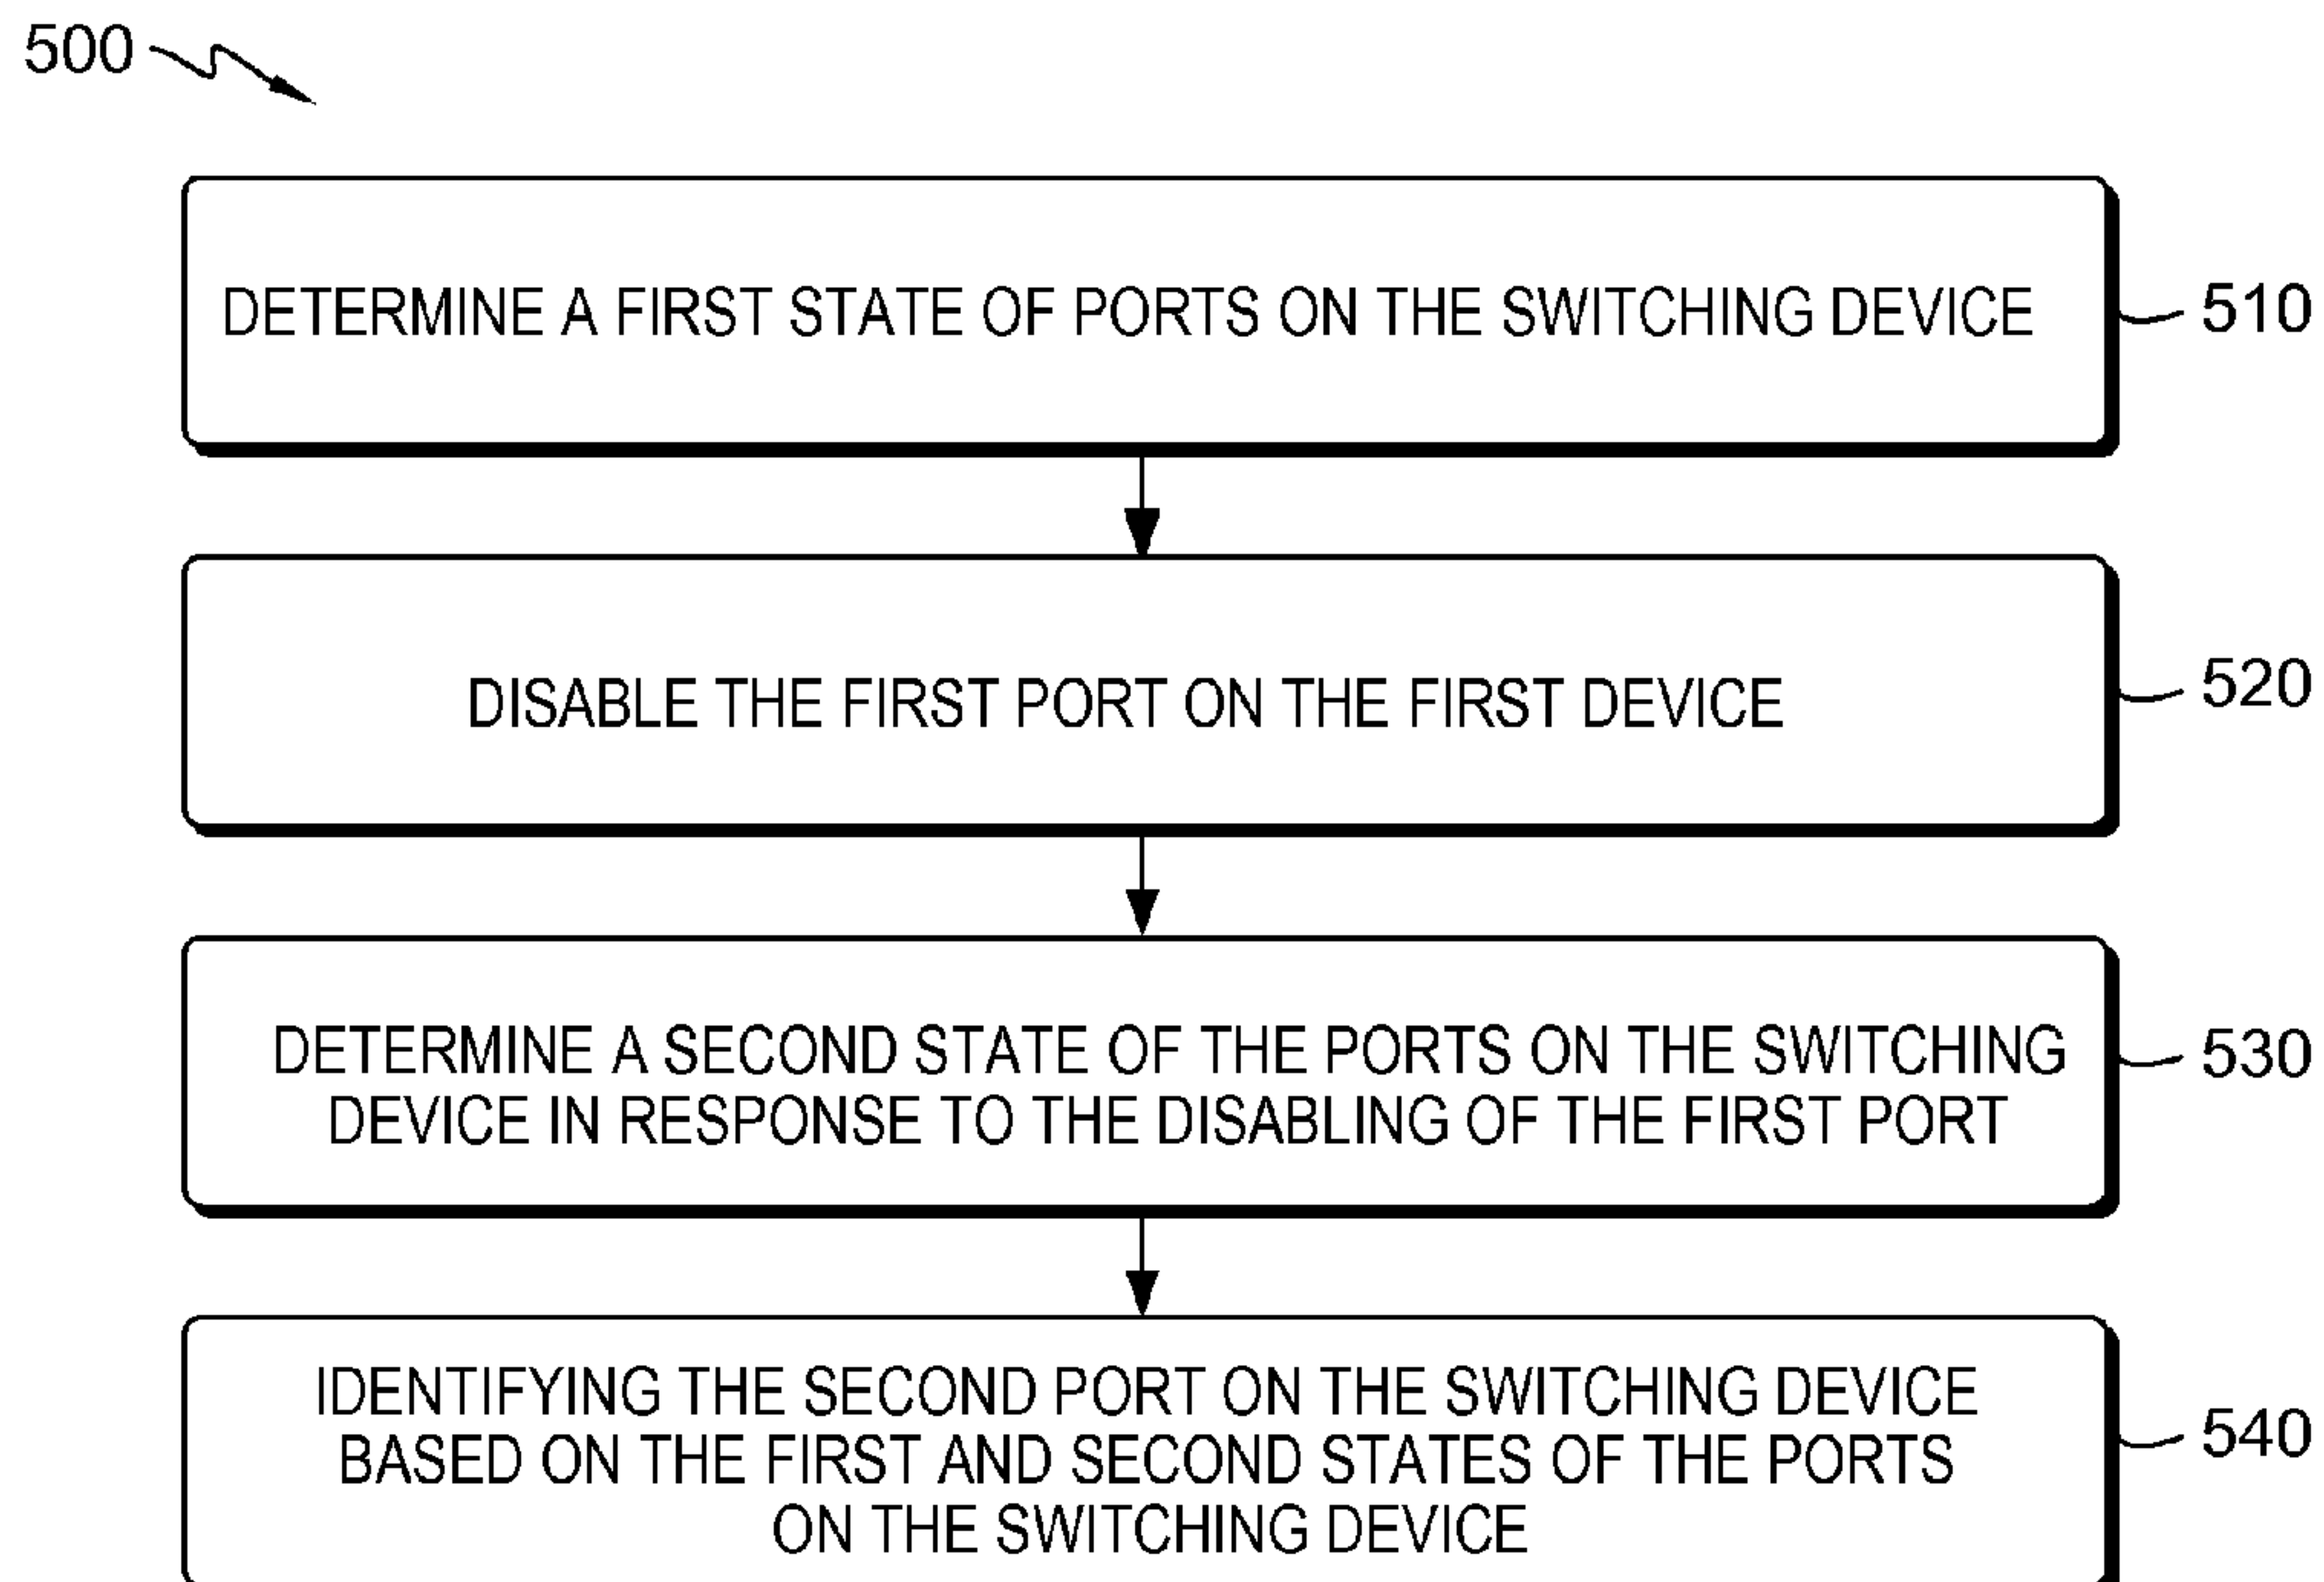 500
DETERMINE A FIRST STATE OF PORTS ON THE SWITCHING DEVICE
510
DISABLE THE FIRST PORT ON THE FIRST DEVICE
520
DETERMINE A SECOND STATE OF THE PORTS ON THE SWITCHING
DEVICE IN RESPONSE TO THE DISABLING OF THE FIRST PORT
530
IDENTIFYING THE SECOND PORT ON THE SWITCHING DEVICE
BASED ON THE FIRST AND SECOND STATES OF THE PORTS
ON THE SWITCHING DEVICE
540